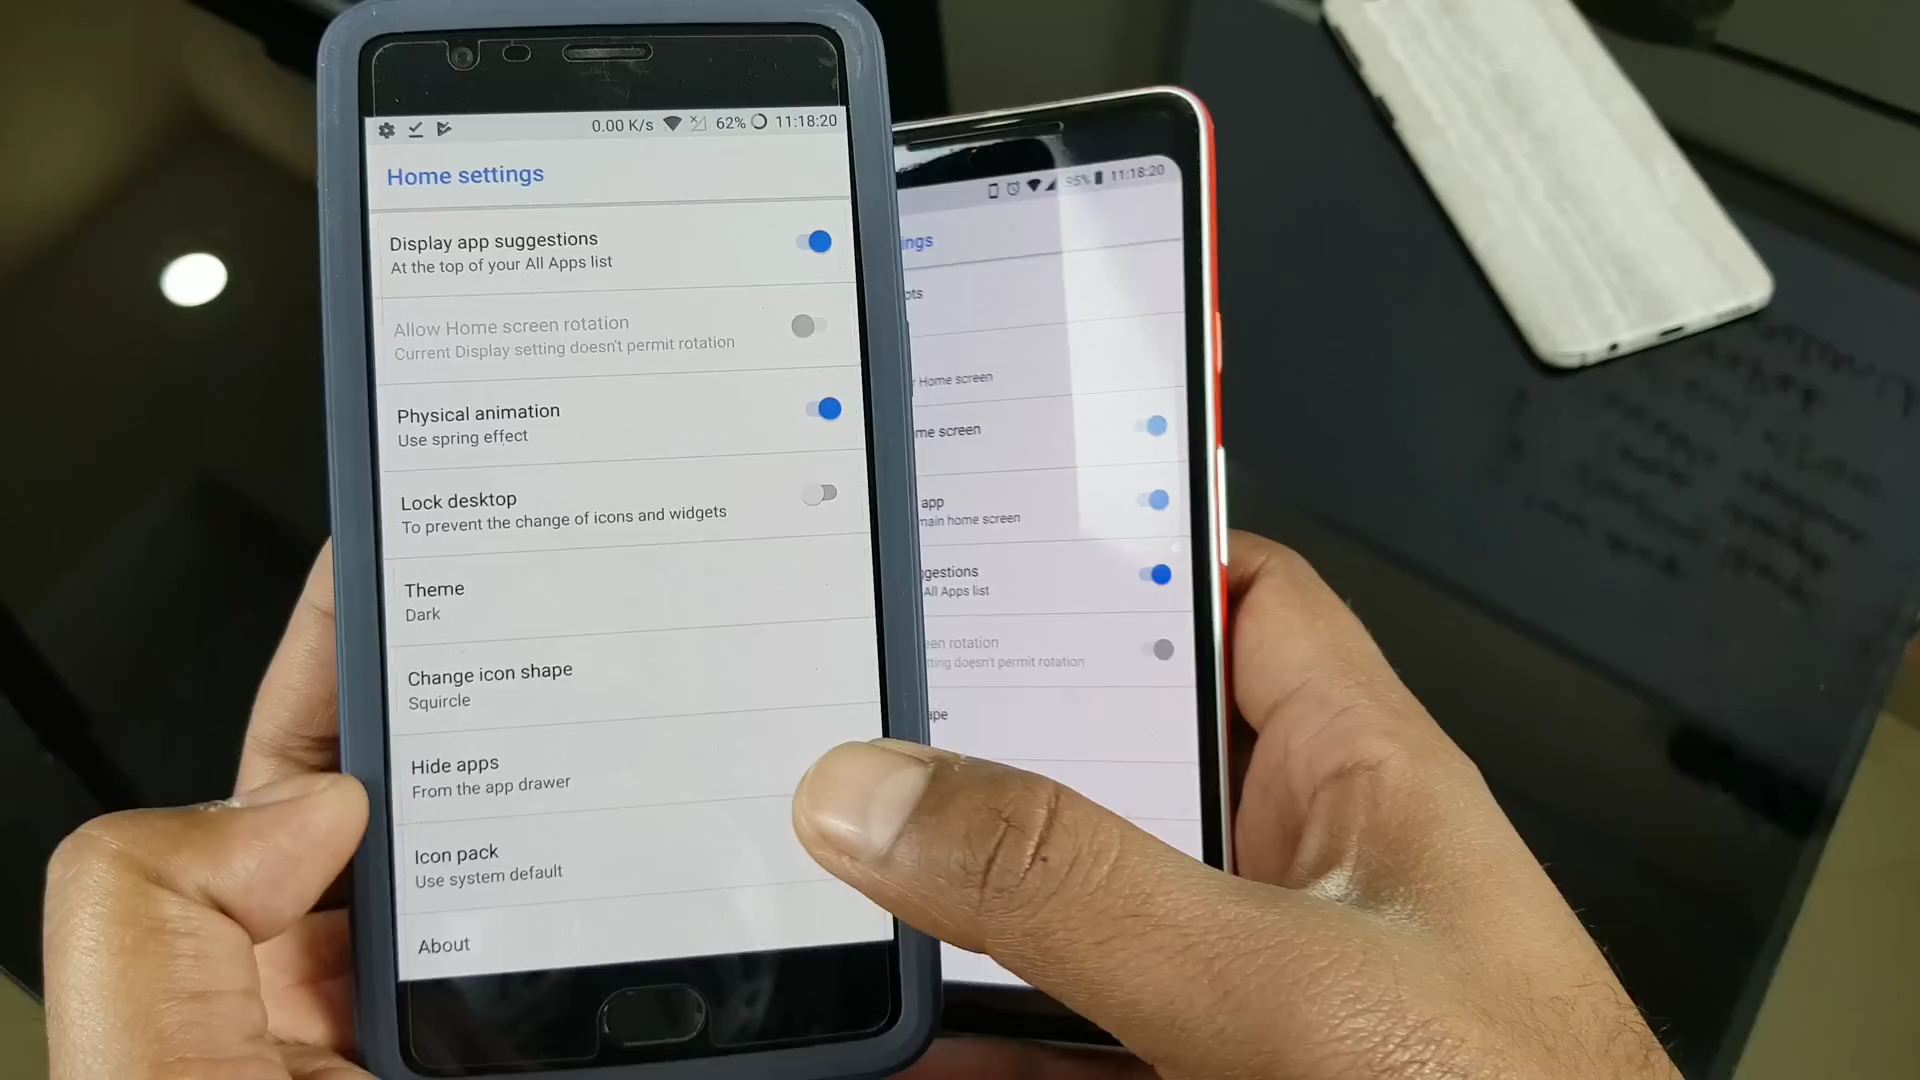 0.00 K/s 62% 11:18:20
Home settings
Display app suggestions
At the top of your All Apps list
Allow Home screen rotation
Current Display setting doesn't permit rotation
Physical animation
Use spring effect
Lock desktop
To prevent the change of icons and widgets
Theme
Dark
Change icon shape
Squircle
Hide apps
From the app drawer
Icon pack
Use system default
About
95% 11:18:20
ings
ots
Home screen
me screen
app
main home screen
gestions
All Apps list
een rotation
tting doesn't permit rotation
ape